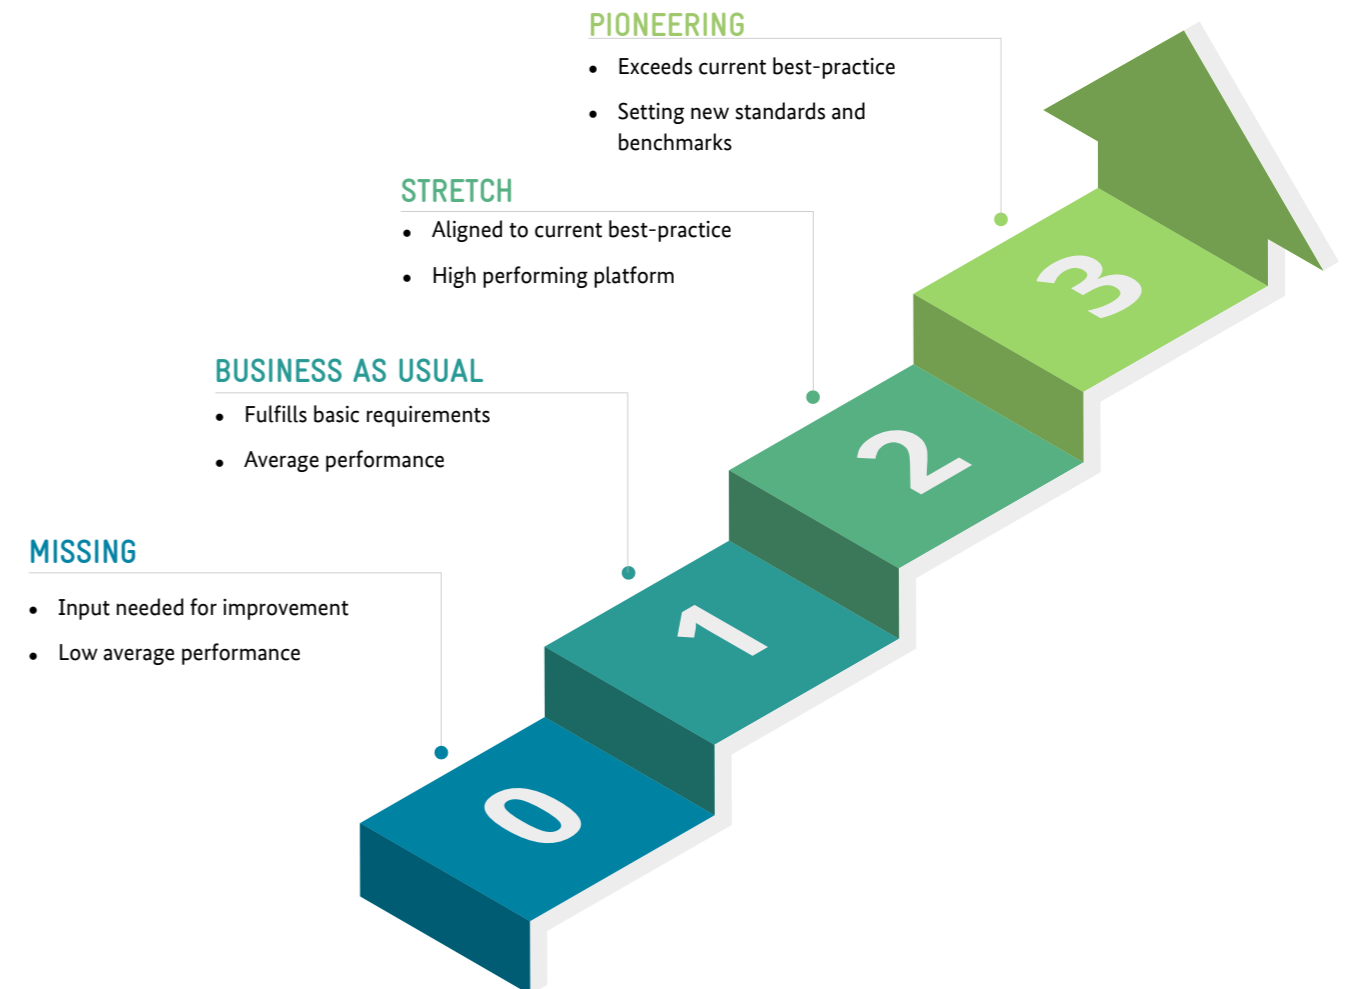 PIONEERING
• Exceeds current best-practice
• Setting new standards and
benchmarks
STRETCH
• Aligned to current best-practice
• High performing platform
BUSINESS AS USUAL
• Fulfills basic requirements
• Average performance
MISSING
• Input needed for improvement
• Low average performance
3
2
1
0